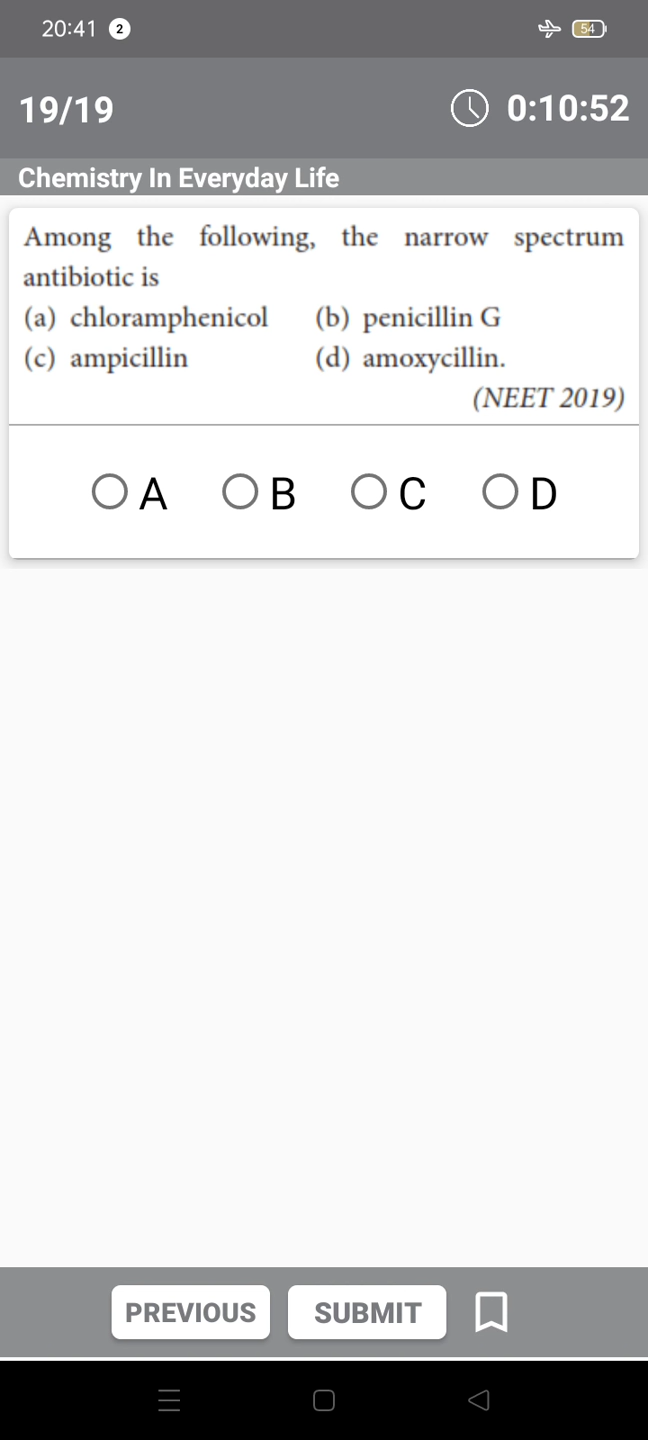 20:41 2 54
19/19 0:10:52
Chemistry In Everyday Life
Among the following, the narrow spectrum
antibiotic is
(a) chloramphenicol (b) penicillin G
(c) ampicillin (d) amoxycillin.
(NEET 2019)
A B C D
PREVIOUS SUBMIT